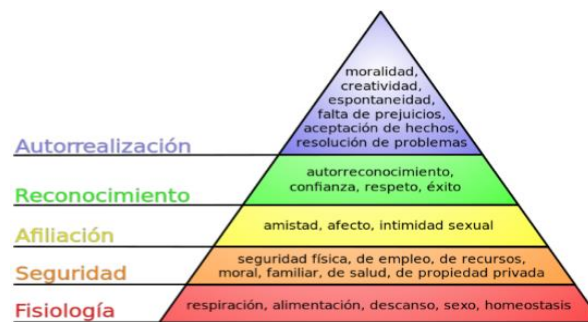 moralidad,
creatividad,
espontaneidad,
falta de prejuicios,
aceptación de hechos,
resolución de problemas
Autorrealización
autorreconocimiento,
confianza, respeto, éxito
Reconocimiento
amistad, afecto, intimidad sexual
Afiliación
seguridad física, de empleo, de recursos,
moral, familiar, de salud, de propiedad privada
Seguridad
respiración, alimentación, descanso, sexo, homeostasis
Fisiología